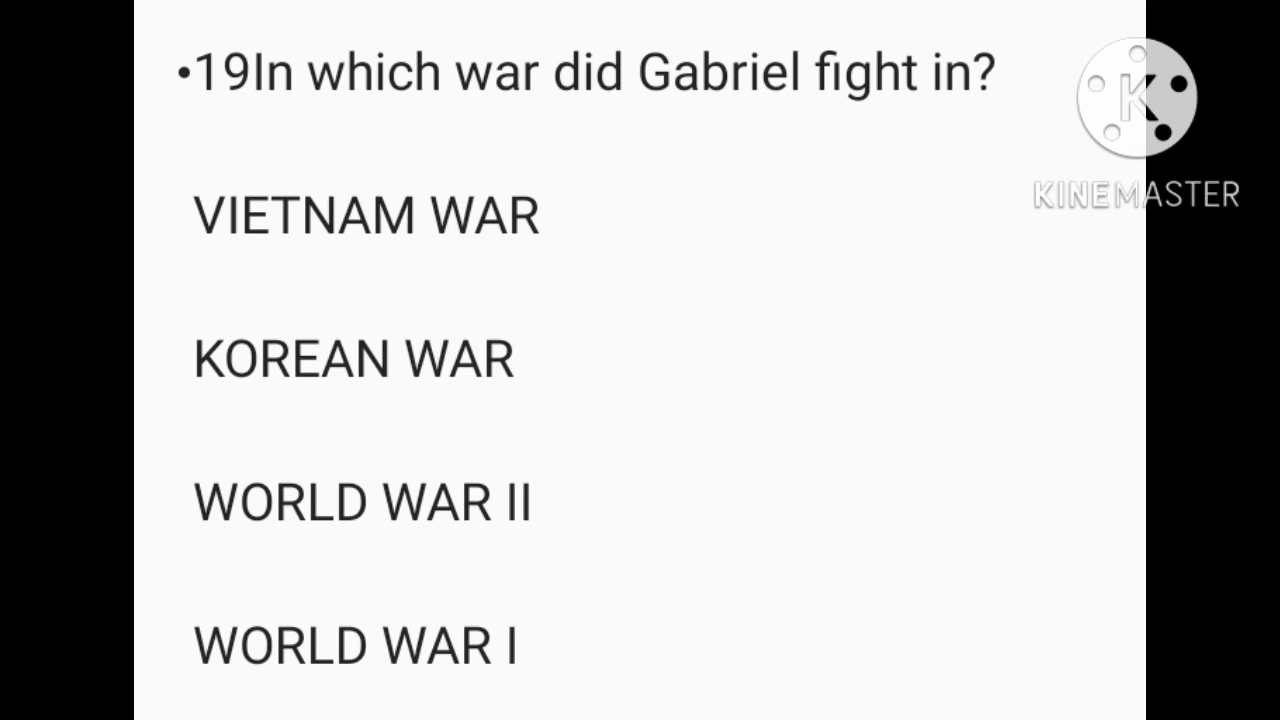 •19In which war did Gabriel fight in?
K
KINEMASTER
VIETNAM WAR
KOREAN WAR
WORLD WAR II
WORLD WAR I